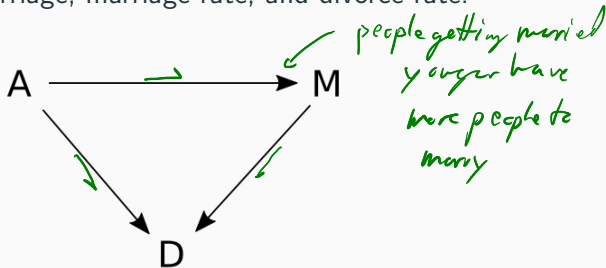 rriage, marriage rate, and divorce rate.
people getting married
younger have
more people to
marry
A
M
D